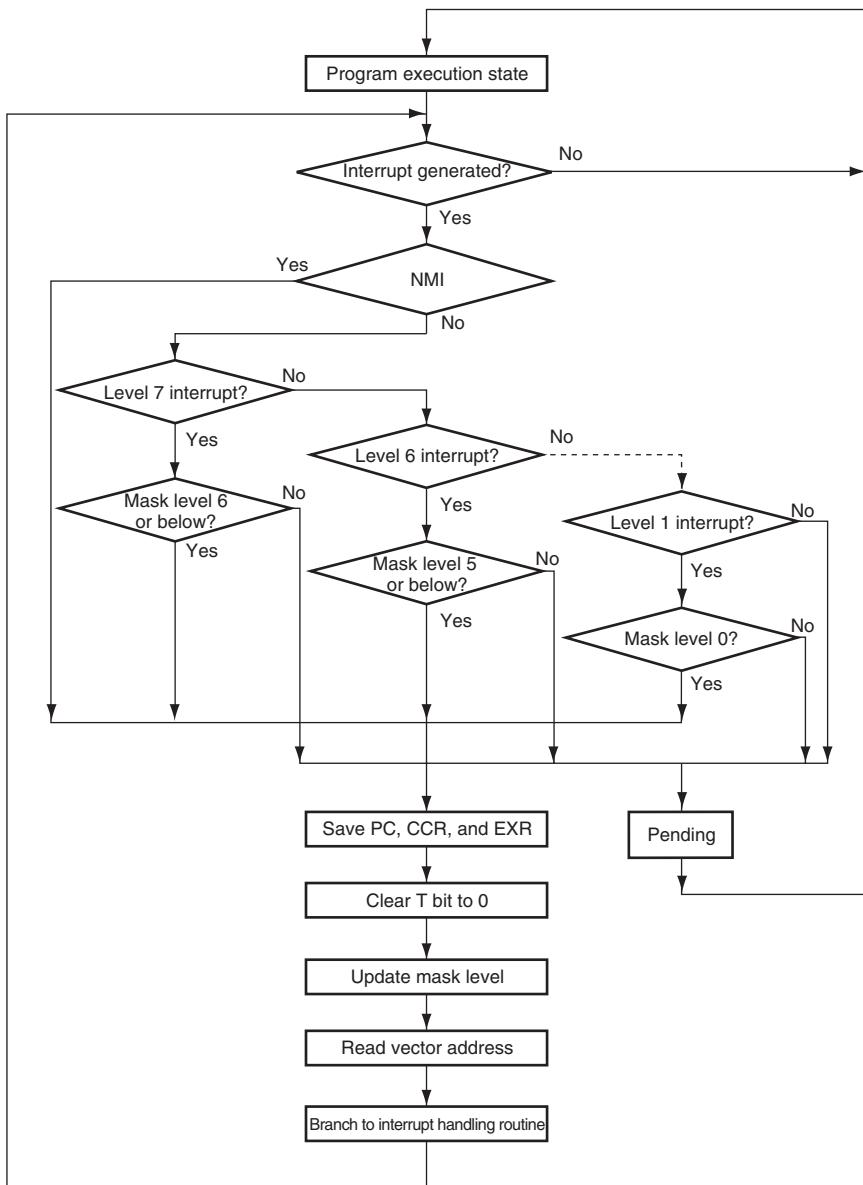 Program execution state
Interrupt generated?
No
Yes
Yes
NMI
No
Level 7 interrupt?
No
Yes
Level 6 interrupt?
No
Yes
Mask level 6
or below?
No
Yes
Level 1 interrupt?
No
Yes
Mask level 5
or below?
No
Yes
Mask level 0?
No
Yes
Save PC, CCR, and EXR
Pending
Clear T bit to 0
Update mask level
Read vector address
Branch to interrupt handling routine